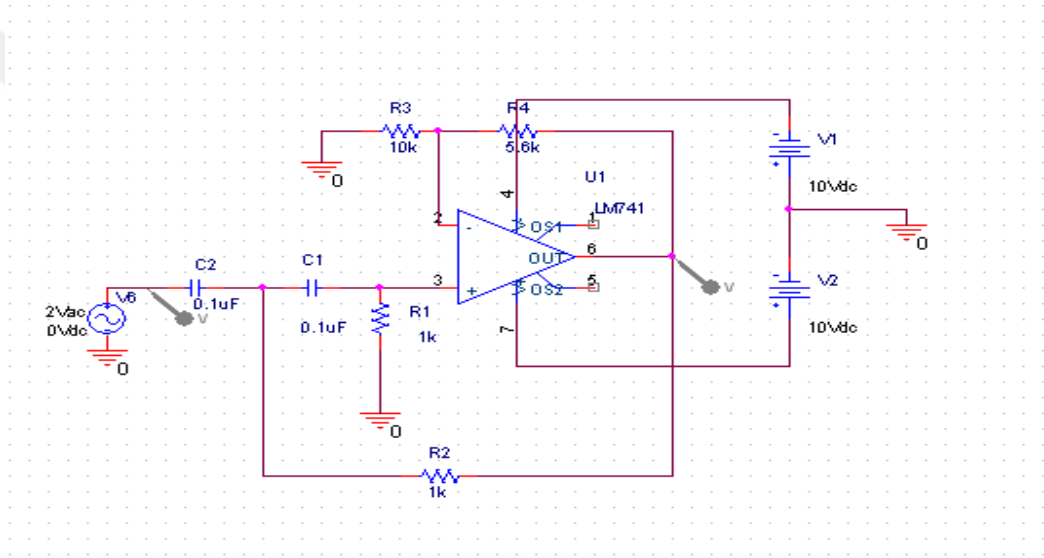 R3
R4
10k
5.6k
0
V1
-
+
10Vdc
0
U1
4
LM741
2
-
OS1
1
OUT
6
3
+
OS2
5
7
V-
V+
C2
C1
0.1uF
0.1uF
V6
2Vac
0Vdc
V
0
R1
1k
0
V
V2
-
+
10Vdc
R2
1k